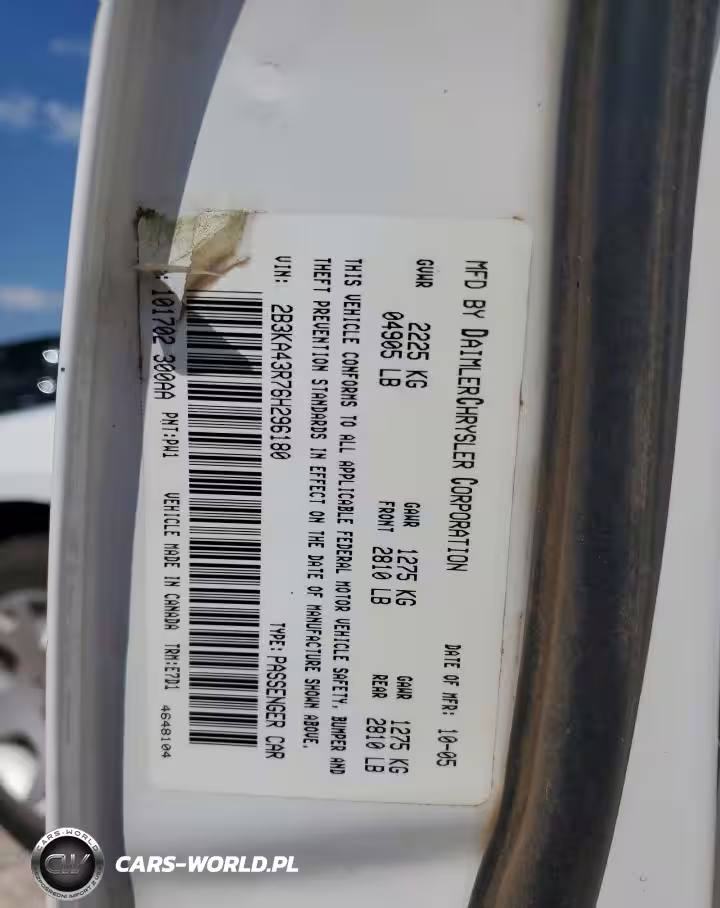 MFD BY DAIMLERCHRYSLER CORPORATION
DATE OF MFR: 10-05
GVWR 2225 KG
04905 LB
GAWR FRONT 1275 KG
2810 LB
GAWR REAR 1275 KG
2810 LB
THIS VEHICLE CONFORMS TO ALL APPLICABLE FEDERAL MOTOR VEHICLE SAFETY, BUMPER AND
THEFT PREVENTION STANDARDS IN EFFECT ON THE DATE OF MANUFACTURE SHOWN ABOVE.
VIN: 2B3KA43R76H296180
TYPE: PASSENGER CAR
101702 300AA PNT:PW1 VEHICLE MADE IN CANADA TRM:E7D1 4648104
CARS-WORLD
CW
CARS-WORLD.PL